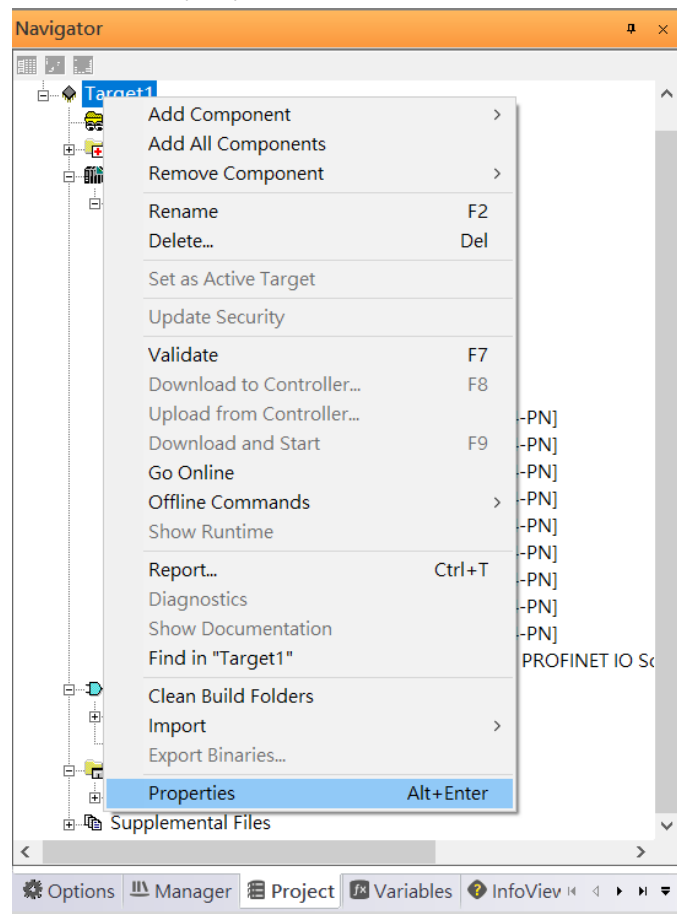 Navigator
Target1
Add Component
Add All Components
Remove Component
Rename F2
Delete... Del
Set as Active Target
Update Security
Validate F7
Download to Controller... F8
Upload from Controller...
-PN]
Download and Start F9
-PN]
Go Online
-PN]
Offline Commands
-PN]
Show Runtime
-PN]
-PN]
Report... Ctrl+T
-PN]
Diagnostics
-PN]
Show Documentation
-PN]
Find in "Target1"
PROFINET IO Sc
Clean Build Folders
Import
Export Binaries...
Properties Alt+Enter
Supplemental Files
Options Manager Project Variables InfoView